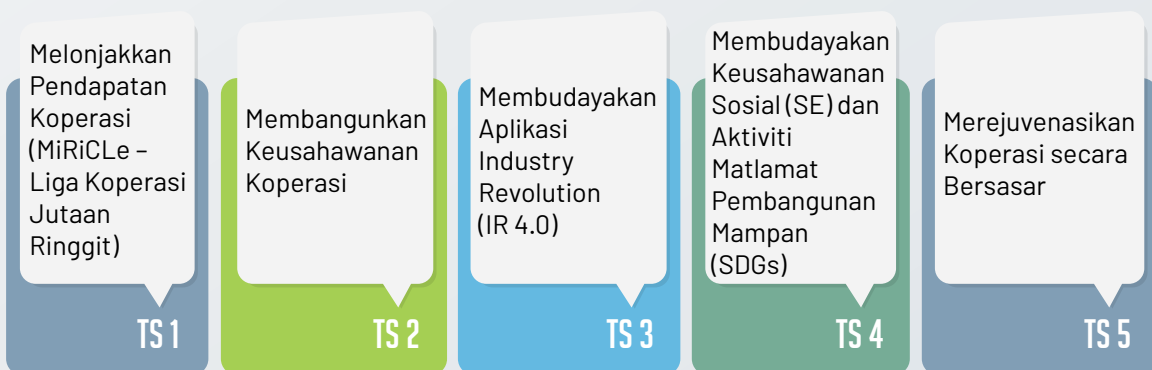 Melonjakkan
Pendapatan
Koperasi
(MiRiCLe –
Liga Koperasi
Jutaan
Ringgit)
TS 1
Membangunkan
Keusahawanan
Koperasi
TS 2
Membudayakan
Aplikasi
Industry
Revolution
(IR 4.0)
TS 3
Membudayakan
Keusahawanan
Sosial (SE) dan
Aktiviti
Matlamat
Pembangunan
Mampan
(SDGs)
TS 4
Merejuvenasikan
Koperasi secara
Bersasar
TS 5